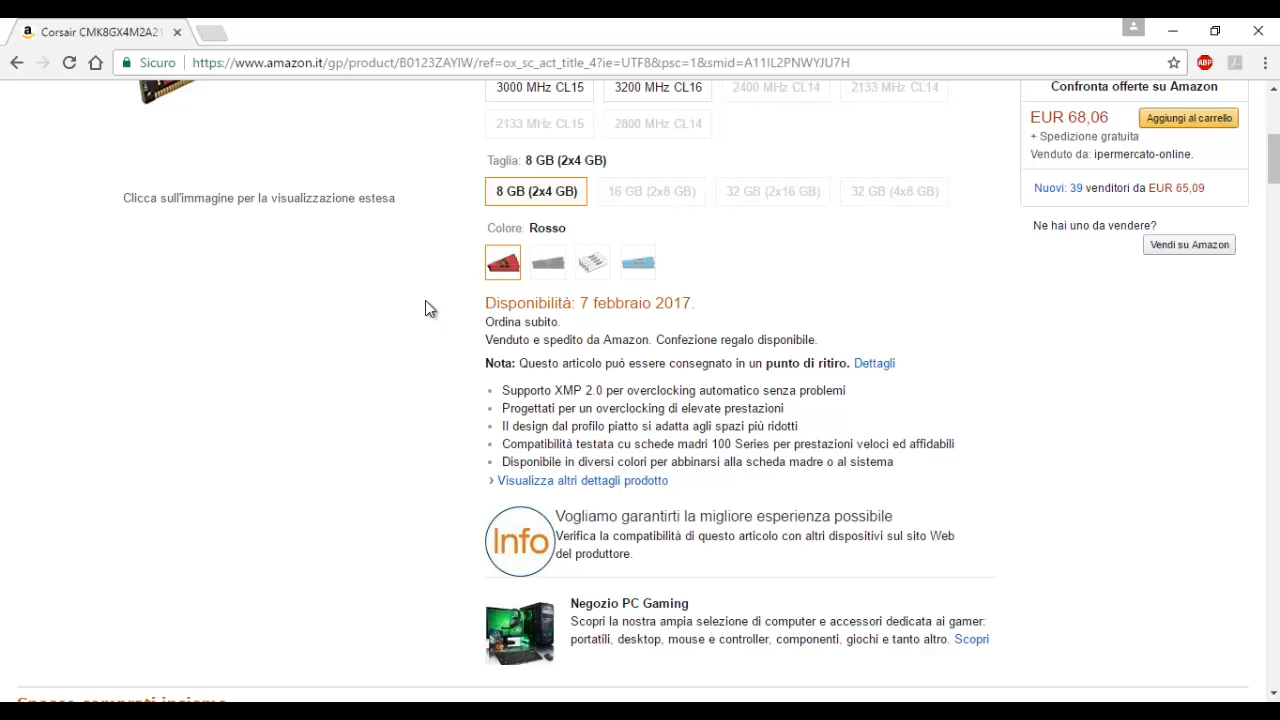 Corsair CMK8GX4M2A21
Sicuro
https://www.amazon.it/gp/product/B0123ZAYIW/ref=ox_sc_act_title_4?ie=UTF8&psc=1&smid=A11IL2PNWYJU7H
ABP
3000 MHz CL15
3200 MHz CL16
2400 MHz CL14
2133 MHz CL14
2133 MHz CL15
2800 MHz CL14
Taglia: 8 GB (2x4 GB)
8 GB (2x4 GB)
16 GB (2x8 GB)
32 GB (2x16 GB)
32 GB (4x8 GB)
Clicca sull'immagine per la visualizzazione estesa
Colore: Rosso
Disponibilità: 7 febbraio 2017.
Ordina subito.
Venduto e spedito da Amazon. Confezione regalo disponibile.
Nota: Questo articolo può essere consegnato in un punto di ritiro. Dettagli
Supporto XMP 2.0 per overclocking automatico senza problemi
Progettati per un overclocking di elevate prestazioni
Il design dal profilo piatto si adatta agli spazi più ridotti
Compatibilità testata cu schede madri 100 Series per prestazioni veloci ed affidabili
Disponibile in diversi colori per abbinarsi alla scheda madre o al sistema
› Visualizza altri dettagli prodotto
Info
Vogliamo garantirti la migliore esperienza possibile
Verifica la compatibilità di questo articolo con altri dispositivi sul sito Web
del produttore.
Negozio PC Gaming
Scopri la nostra ampia selezione di computer e accessori dedicata ai gamer:
portatili, desktop, mouse e controller, componenti, giochi e tanto altro. Scopri
Confronta offerte su Amazon
EUR 68,06
Aggiungi al carrello
+ Spedizione gratuita
Venduto da: ipermercato-online.
Nuovi: 39 venditori da EUR 65,09
Ne hai uno da vendere?
Vendi su Amazon
Spesso comprati insieme